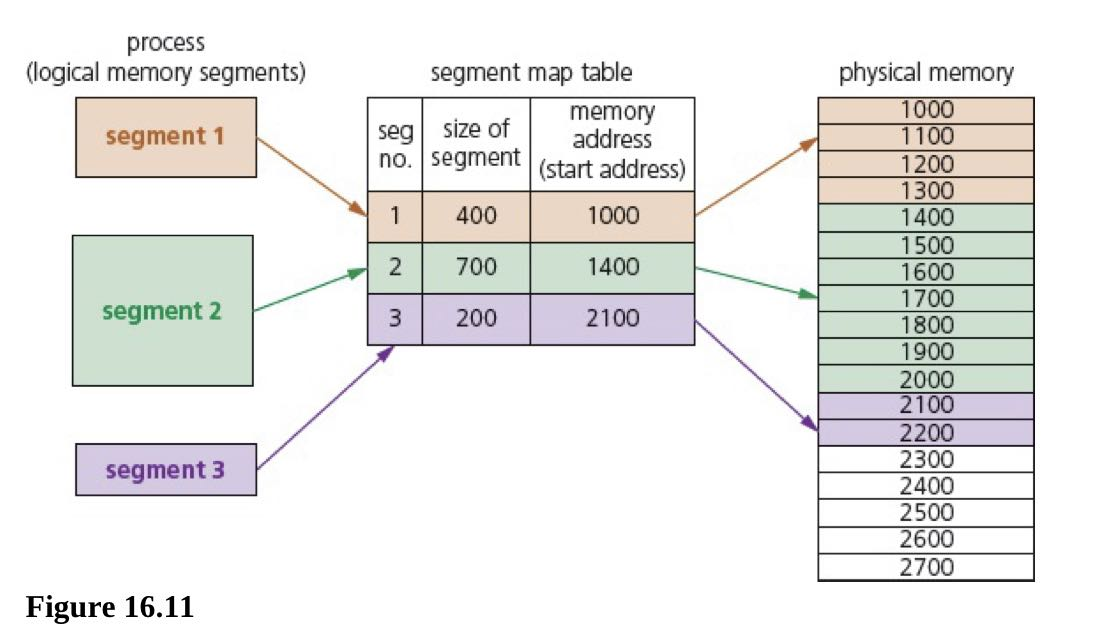 process
(logical memory segments)
segment 1
segment 2
segment 3
segment map table
seg no.
size of segment
memory address (start address)
1 400 1000
2 700 1400
3 200 2100
physical memory
1000
1100
1200
1300
1400
1500
1600
1700
1800
1900
2000
2100
2200
2300
2400
2500
2600
2700
Figure 16.11